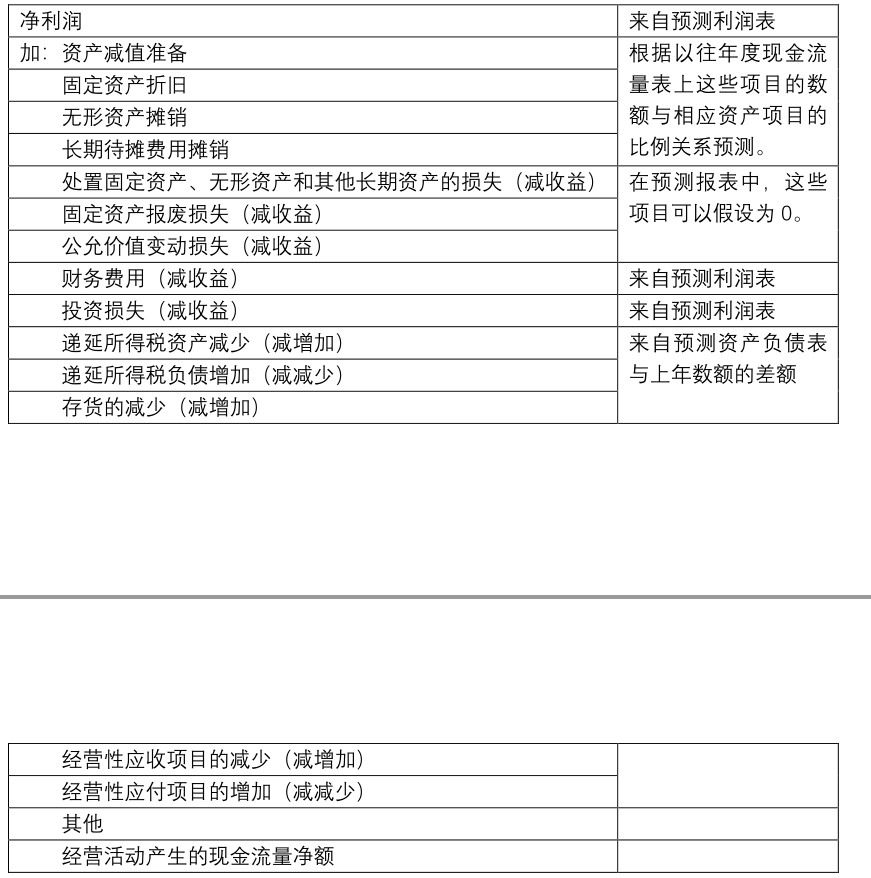 净利润 来自预测利润表
加：资产减值准备 根据以往年度现金流
固定资产折旧 量表上这些项目的数
无形资产摊销 额与相应资产项目的
长期待摊费用摊销 比例关系预测。
处置固定资产、无形资产和其他长期资产的损失（减收益） 在预测报表中，这些
固定资产报废损失（减收益） 项目可以假设为 0。
公允价值变动损失（减收益）
财务费用（减收益） 来自预测利润表
投资损失（减收益） 来自预测利润表
递延所得税资产减少（减增加） 来自预测资产负债表
递延所得税负债增加（减减少） 与上年数额的差额
存货的减少（减增加）
经营性应收项目的减少（减增加）
经营性应付项目的增加（减减少）
其他
经营活动产生的现金流量净额